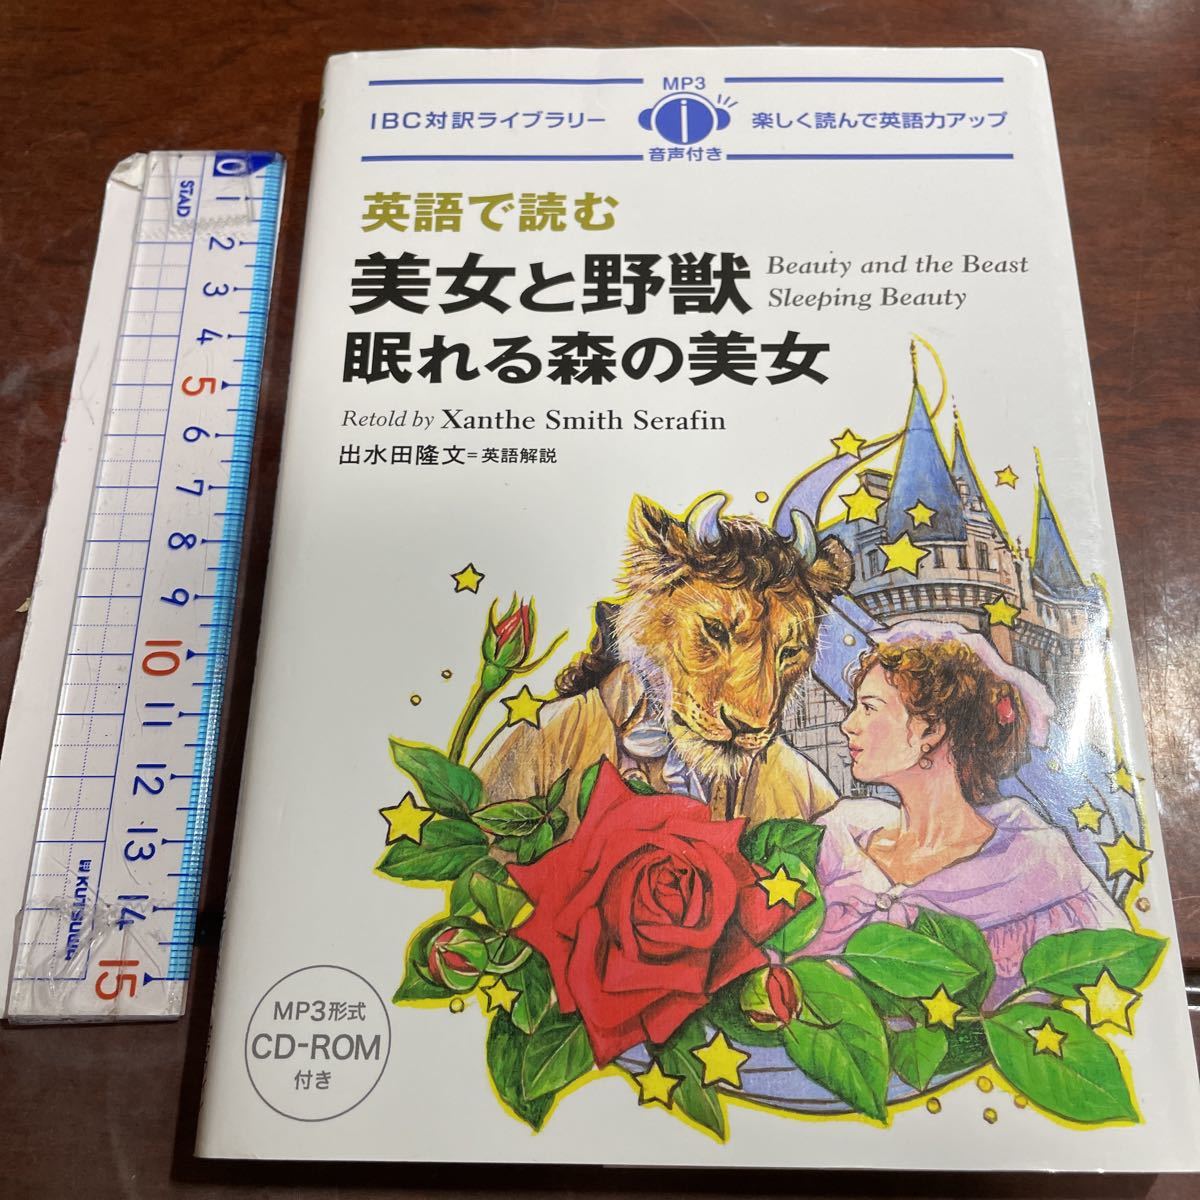 MP3
IBC対訳ライブラリー
i
楽しく読んで英語力アップ
音声付き
英語で読む
美女と野獣
Beauty and the Beast
Sleeping Beauty
眠れる森の美女
Retold by Xanthe Smith Serafin
出水田隆文=英語解説
MP3形式
CD-ROM
付き
STAD
0
1
2
3
4
5
6
7
8
9
10
11
12
13
14
15
KUTSUWA